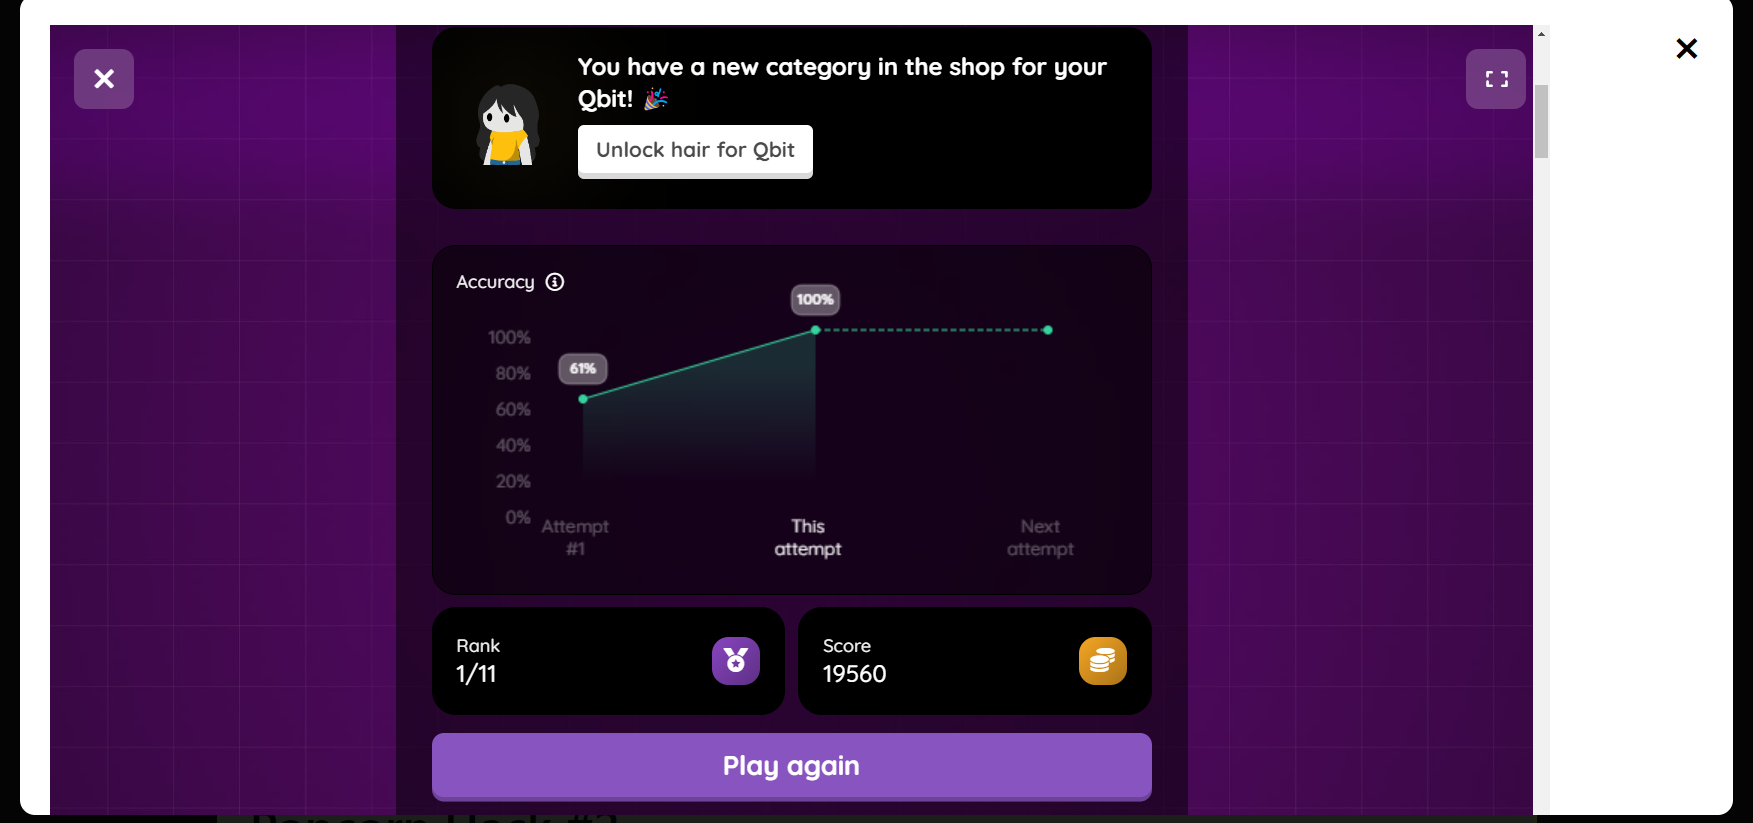 You have a new category in the shop for your
Qbit! 🎉
Unlock hair for Qbit
Accuracy
100%
100%
80%
61%
60%
40%
20%
0%
Attempt
#1
This
attempt
Next
attempt
Rank
1/11
Score
19560
Play again